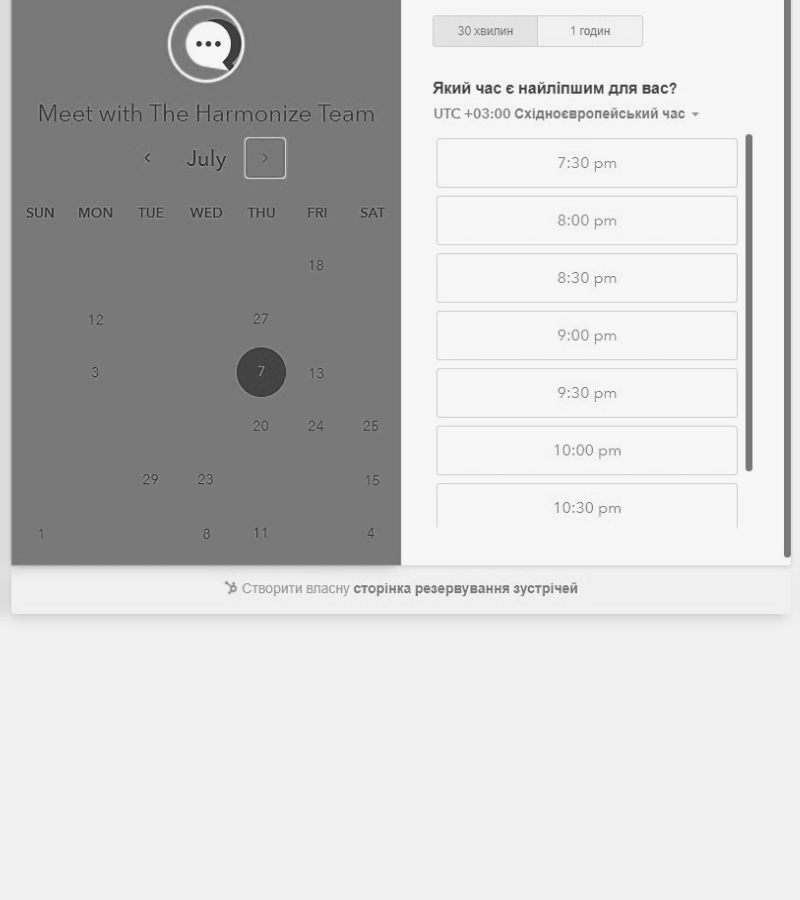 Meet with The Harmonize Team
July
SUN MON TUE WED THU FRI SAT
18
12 27
3 7 13
20 24 25
29 23 15
1 8 11 4
30 хвилин 1 годин
Який час є найліпшим для вас?
UTC +03:00 Східноєвропейський час
7:30 pm
8:00 pm
8:30 pm
9:00 pm
9:30 pm
10:00 pm
10:30 pm
Створити власну сторінка резервування зустрічей